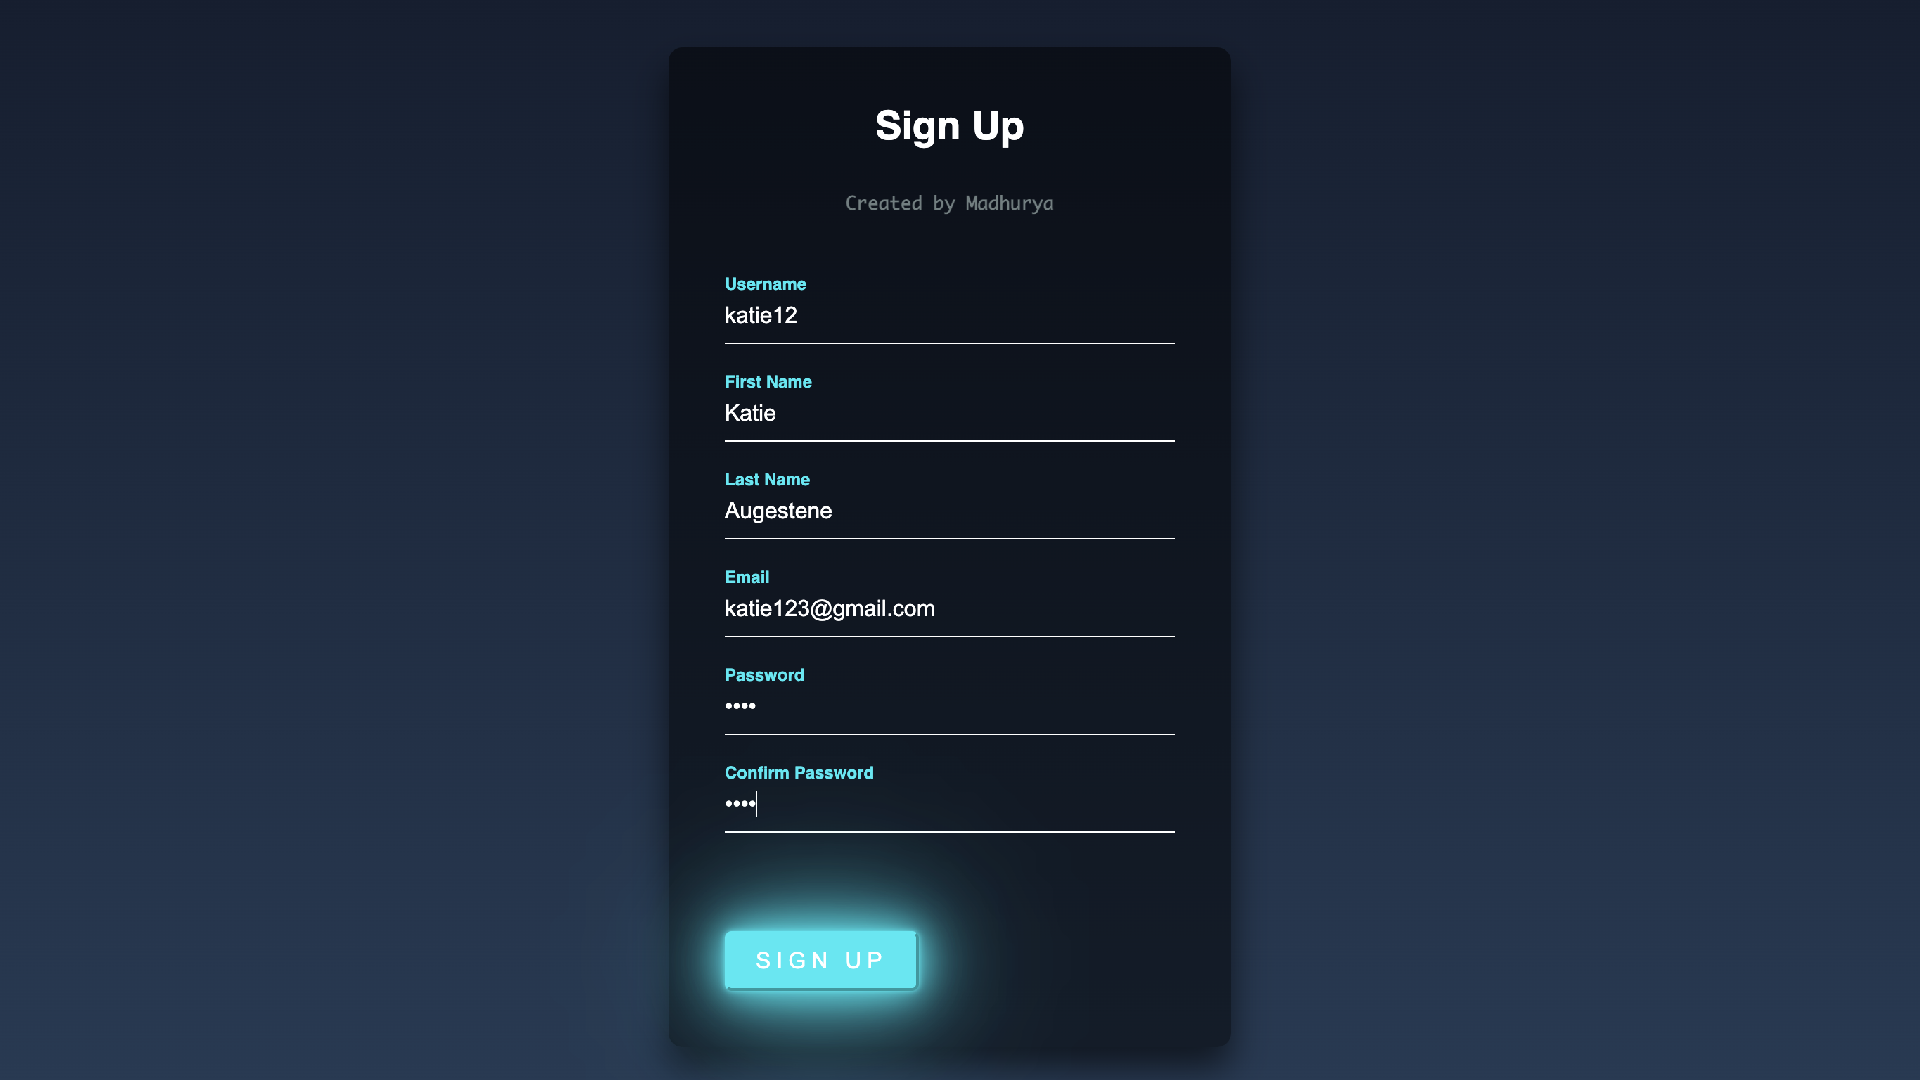 Sign Up
Created by Madhurya
Username
katie12
First Name
Katie
Last Name
Augestene
Email
katie123@gmail.com
Password
••••
Confirm Password
••••
SIGN UP